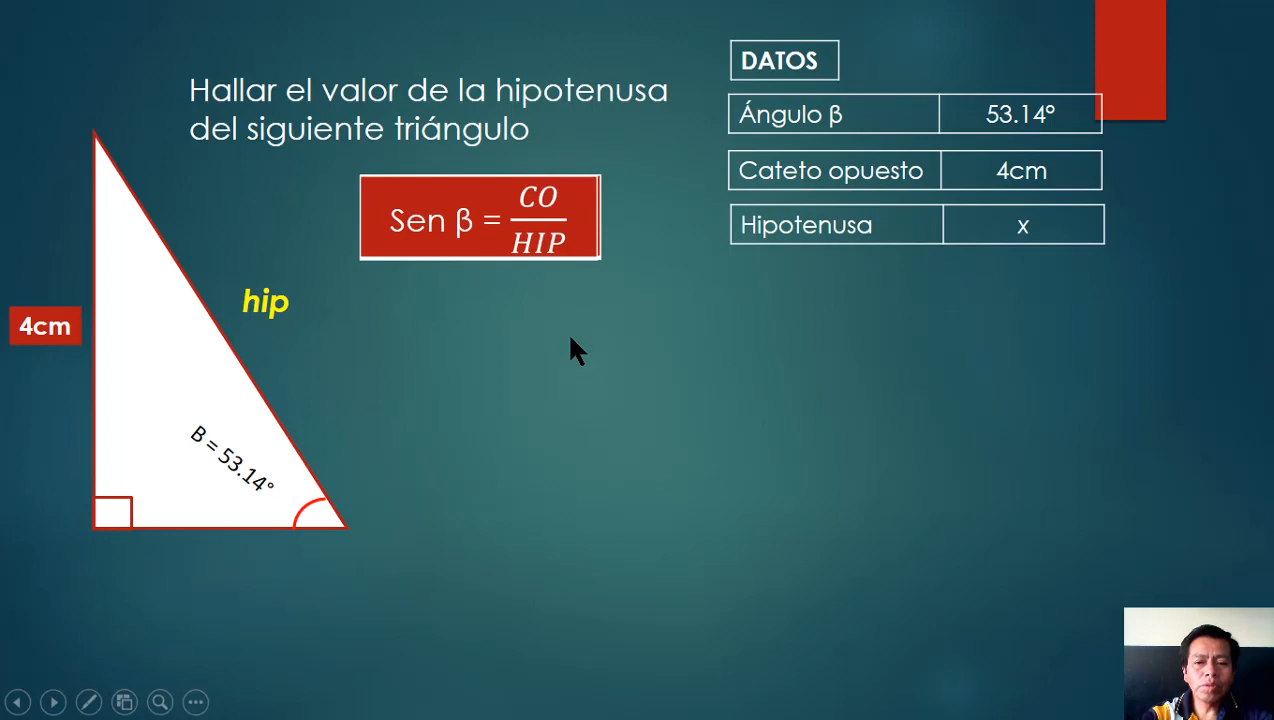 Hallar el valor de la hipotenusa
del siguiente triángulo
Sen β = CO/HIP
DATOS
Ángulo β 53.14°
Cateto opuesto 4cm
Hipotenusa x
4cm
hip
B = 53.14°